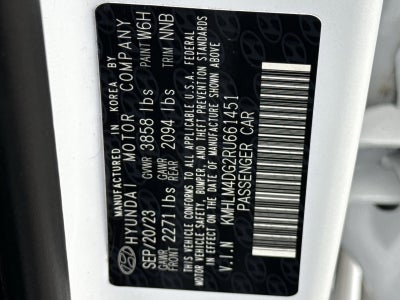 MANUFACTURED IN KOREA BY
HYUNDAI MOTOR COMPANY PAINT W6H
SEP/20/23 GVWR 3858 lbs TRIM NNB
GAWR FRONT 2271 lbs GAWR REAR 2094 lbs
THIS VEHICLE CONFORMS TO ALL APPLICABLE U.S.A. FEDERAL
MOTOR VEHICLE SAFETY, BUMPER, AND THEFT PREVENTION STANDARDS
IN EFFECT ON THE DATE OF MANUFACTURE SHOWN ABOVE
V.I.N KMHLM4DG2RU661451
PASSENGER CAR